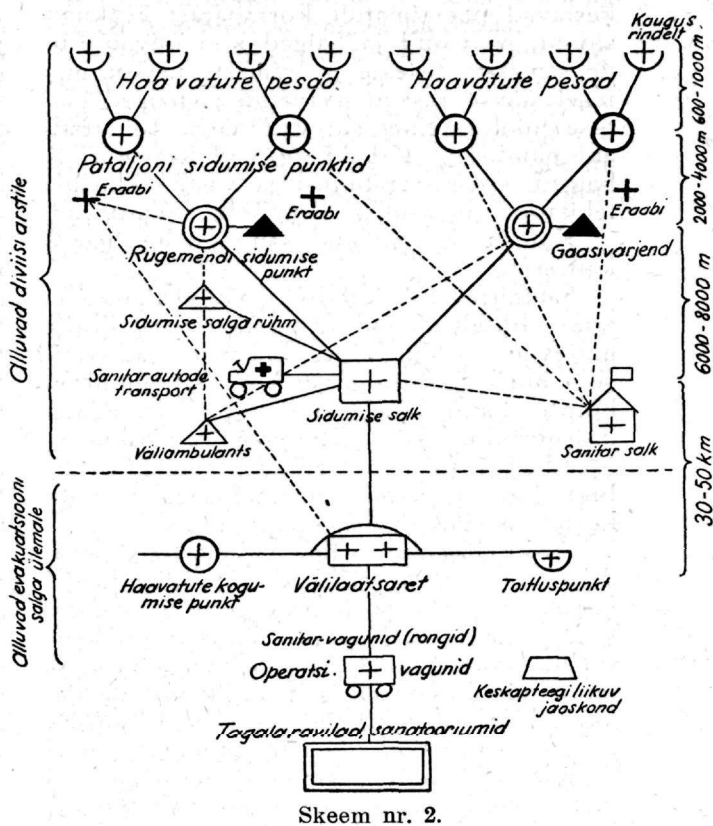 Kaugus
rindelt
Haavatute pesad
Haavatute pesad
600-1000 m.
Pataljoni sidumise punktid
2000-4000 m
Eraabi
Eraabi
Eraabi
Rügemendi sidumise
punkt
Gaasivarjend
Alluvad diviisi arstile
6000-8000 m
Sidumise salga rühm
Sanitarautode
transport
Sidumise salk
Väliambulants
Sanitar salk
30-50 km
Alluvad evakuatsiooni
salga ülemale
Haavatute kogu-
mise punkt
Välilaatsaret
Toitluspunkt
Sanitar-vagunid (rongid)
Operatsi. vagunid
Keskapteegi liikuv
jaoskond
Tagala ravilad, sanatooriumid
Skeem nr. 2.